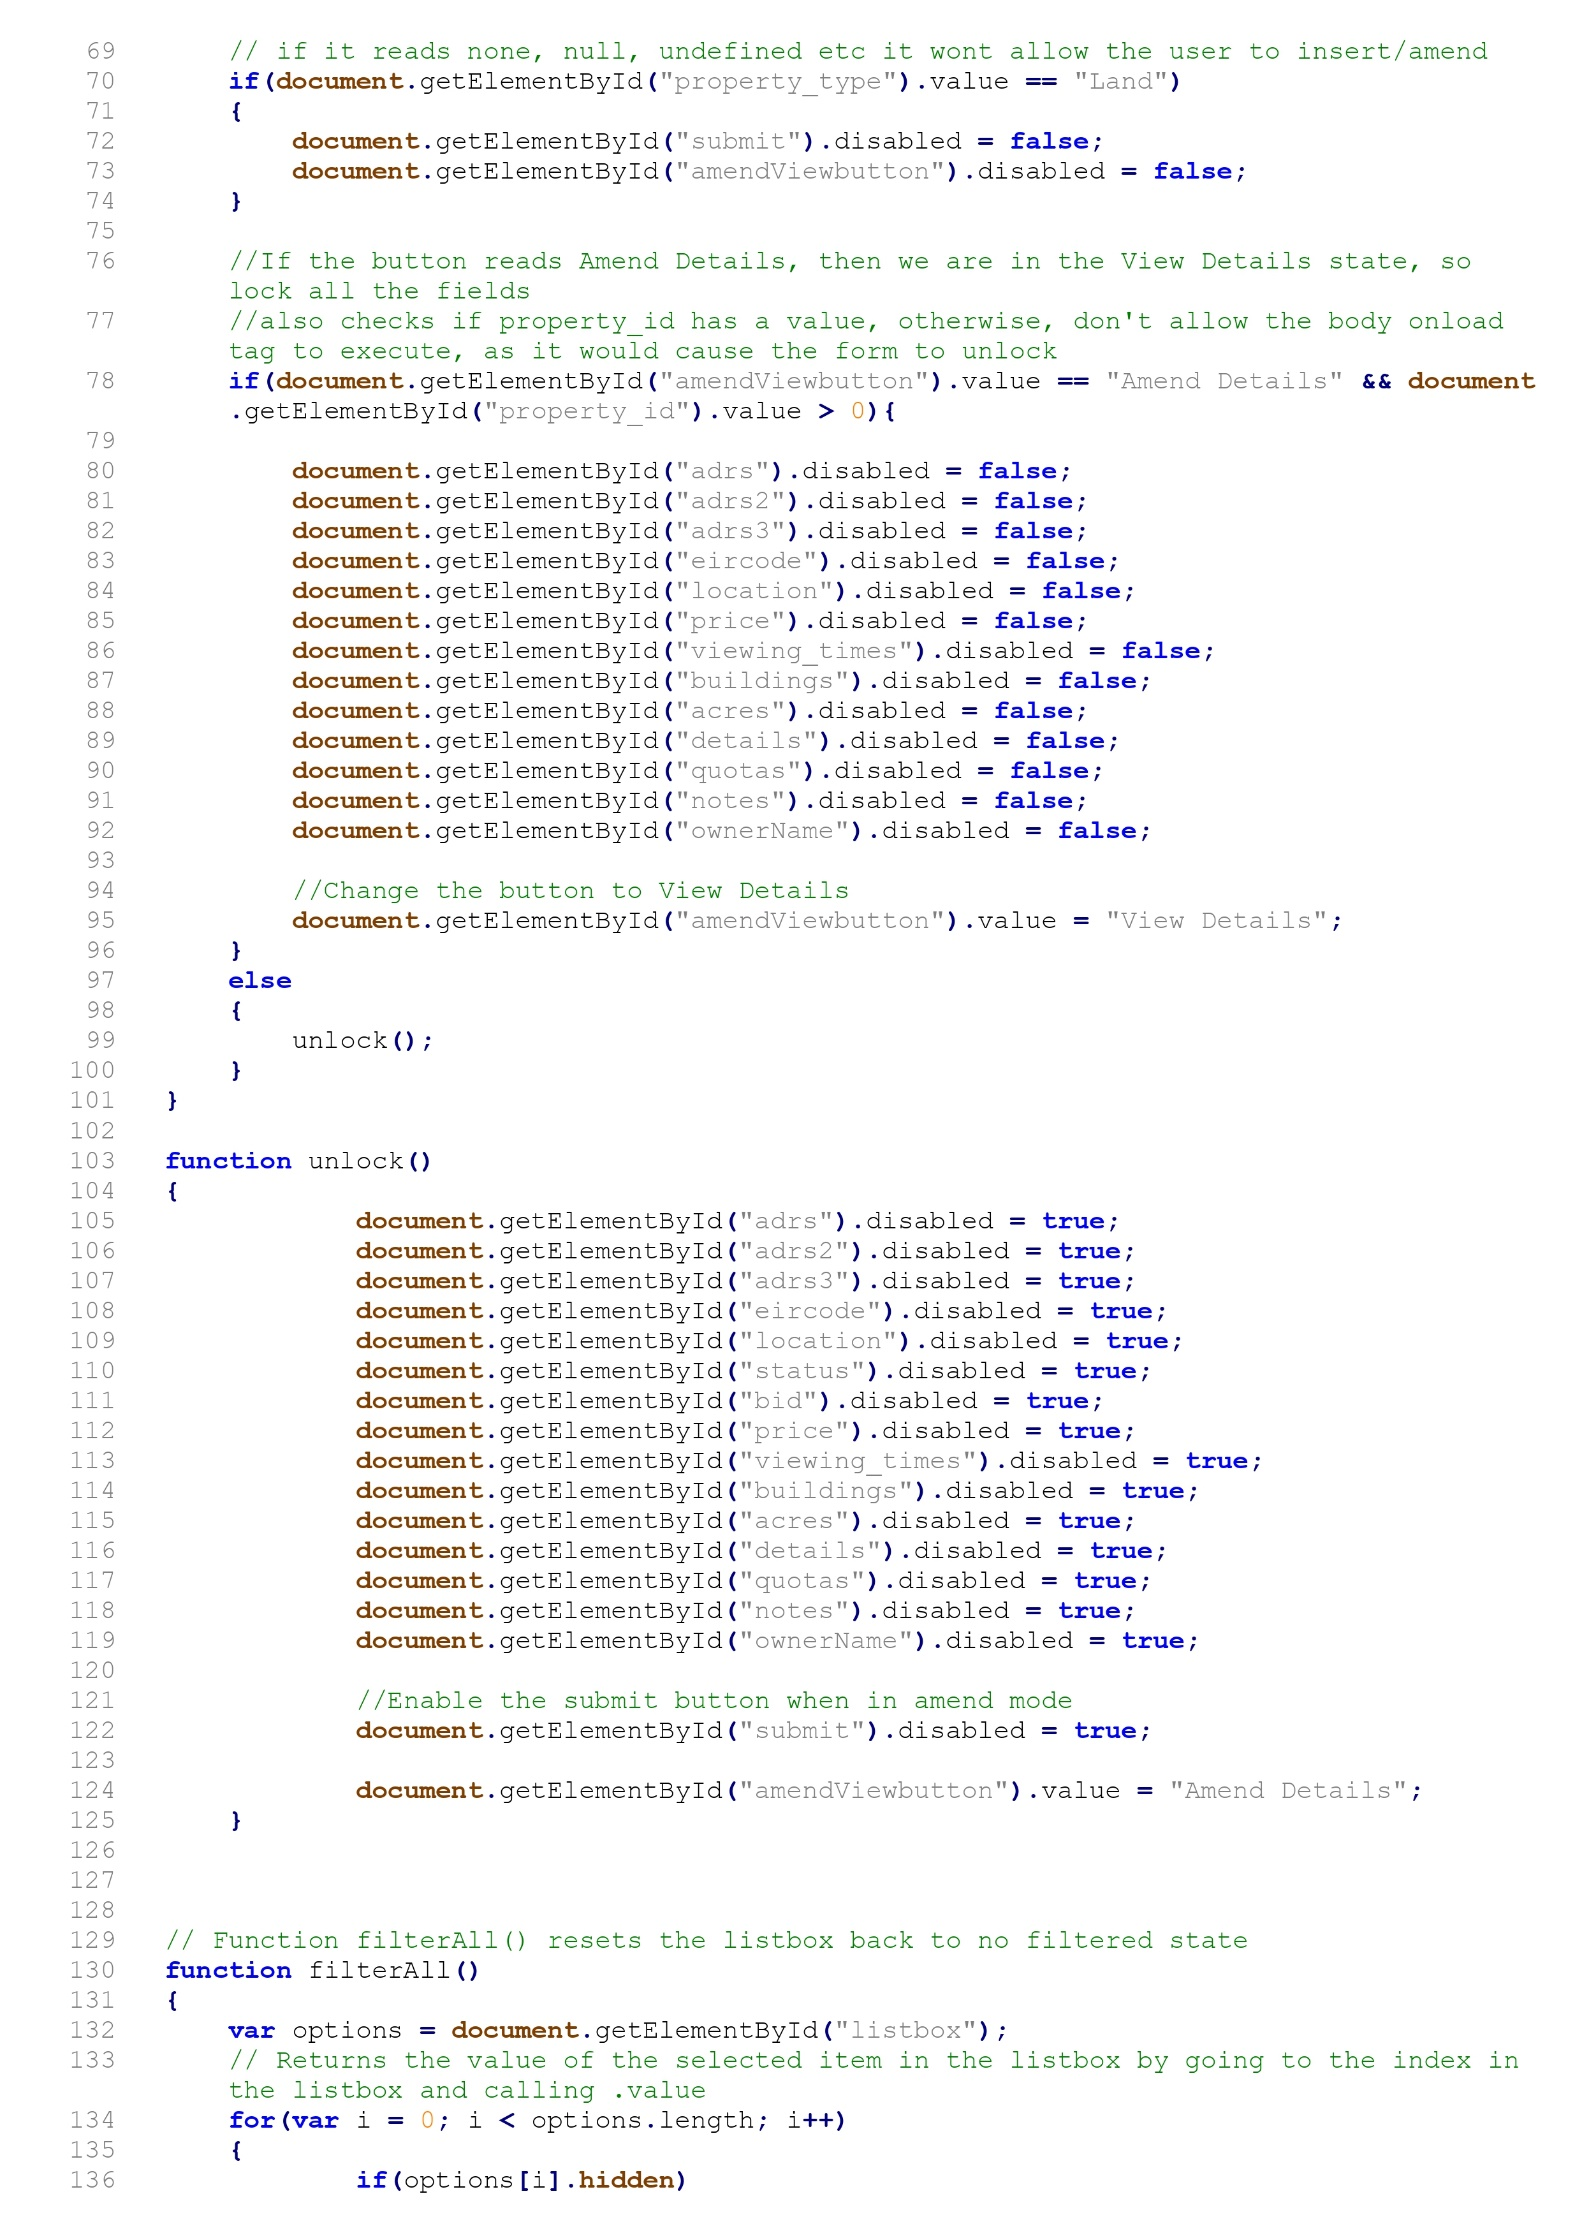 69 // if it reads none, null, undefined etc it wont allow the user to insert/amend
70 if(document.getElementById("property_type").value == "Land")
71 {
72 document.getElementById("submit").disabled = false;
73 document.getElementById("amendViewbutton").disabled = false;
74 }
75
76 //If the button reads Amend Details, then we are in the View Details state, so
lock all the fields
77 //also checks if property_id has a value, otherwise, don't allow the body onload
tag to execute, as it would cause the form to unlock
78 if(document.getElementById("amendViewbutton").value == "Amend Details" && document
.getElementById("property_id").value > 0){
79
80 document.getElementById("adrs").disabled = false;
81 document.getElementById("adrs2").disabled = false;
82 document.getElementById("adrs3").disabled = false;
83 document.getElementById("eircode").disabled = false;
84 document.getElementById("location").disabled = false;
85 document.getElementById("price").disabled = false;
86 document.getElementById("viewing_times").disabled = false;
87 document.getElementById("buildings").disabled = false;
88 document.getElementById("acres").disabled = false;
89 document.getElementById("details").disabled = false;
90 document.getElementById("quotas").disabled = false;
91 document.getElementById("notes").disabled = false;
92 document.getElementById("ownerName").disabled = false;
93
94 //Change the button to View Details
95 document.getElementById("amendViewbutton").value = "View Details";
96 }
97 else
98 {
99 unlock();
100 }
101 }
102
103 function unlock()
104 {
105 document.getElementById("adrs").disabled = true;
106 document.getElementById("adrs2").disabled = true;
107 document.getElementById("adrs3").disabled = true;
108 document.getElementById("eircode").disabled = true;
109 document.getElementById("location").disabled = true;
110 document.getElementById("status").disabled = true;
111 document.getElementById("bid").disabled = true;
112 document.getElementById("price").disabled = true;
113 document.getElementById("viewing_times").disabled = true;
114 document.getElementById("buildings").disabled = true;
115 document.getElementById("acres").disabled = true;
116 document.getElementById("details").disabled = true;
117 document.getElementById("quotas").disabled = true;
118 document.getElementById("notes").disabled = true;
119 document.getElementById("ownerName").disabled = true;
120
121 //Enable the submit button when in amend mode
122 document.getElementById("submit").disabled = true;
123
124 document.getElementById("amendViewbutton").value = "Amend Details";
125 }
126
127
128
129 // Function filterAll() resets the listbox back to no filtered state
130 function filterAll()
131 {
132 var options = document.getElementById("listbox");
133 // Returns the value of the selected item in the listbox by going to the index in
the listbox and calling .value
134 for(var i = 0; i < options.length; i++)
135 {
136 if(options[i].hidden)